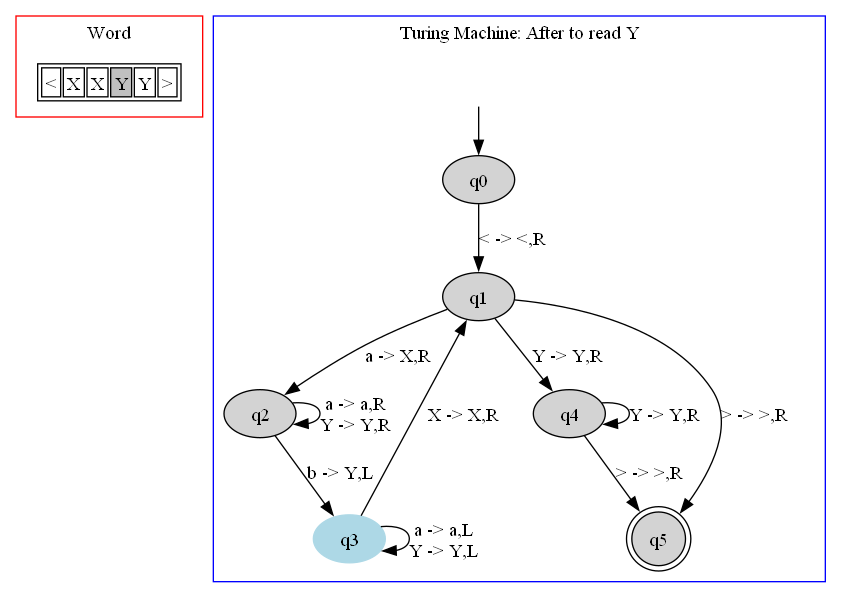 Word
< X X Y Y >
Turing Machine: After to read Y
q0
< -> <,R
q1
a -> X,R
Y -> Y,R
q2
a -> a,R
Y -> Y,R
X -> X,R
q4
Y -> Y,R
> -> >,R
b -> Y,L
> -> >,R
q3
a -> a,L
Y -> Y,L
q5